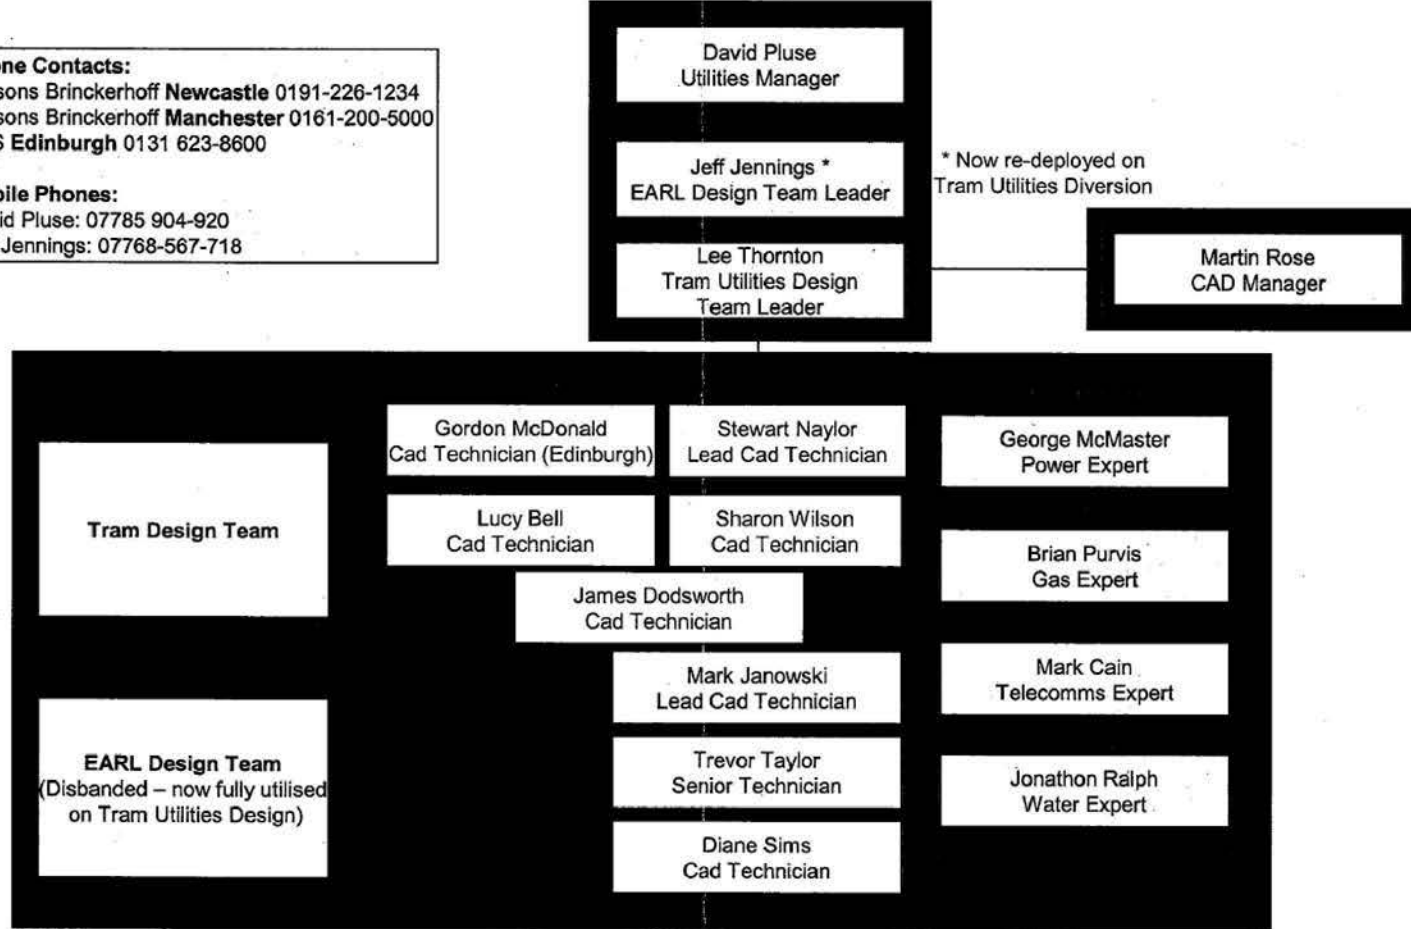 one Contacts:
sons Brinckerhoff Newcastle 0191-226-1234
sons Brinckerhoff Manchester 0161-200-5000
Edinburgh 0131 623-8600
bile Phones:
id Pluse: 07785 904-920
Jennings: 07768-567-718
David Pluse
Utilities Manager
Jeff Jennings *
EARL Design Team Leader
* Now re-deployed on
Tram Utilities Diversion
Lee Thornton
Tram Utilities Design
Team Leader
Martin Rose
CAD Manager
Tram Design Team
Gordon McDonald
Cad Technician (Edinburgh)
Stewart Naylor
Lead Cad Technician
Lucy Bell
Cad Technician
Sharon Wilson
Cad Technician
James Dodsworth
Cad Technician
EARL Design Team
(Disbanded – now fully utilised
on Tram Utilities Design)
Mark Janowski
Lead Cad Technician
Trevor Taylor
Senior Technician
Diane Sims
Cad Technician
George McMaster
Power Expert
Brian Purvis
Gas Expert
Mark Cain
Telecomms Expert
Jonathon Ralph
Water Expert